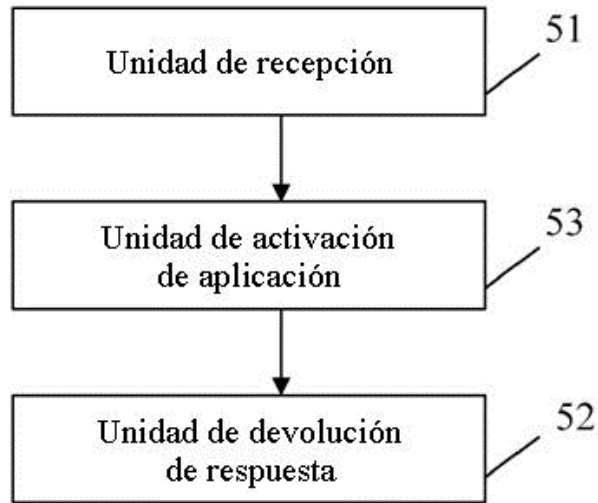 Unidad de recepción
51
Unidad de activación
de aplicación
53
Unidad de devolución
de respuesta
52